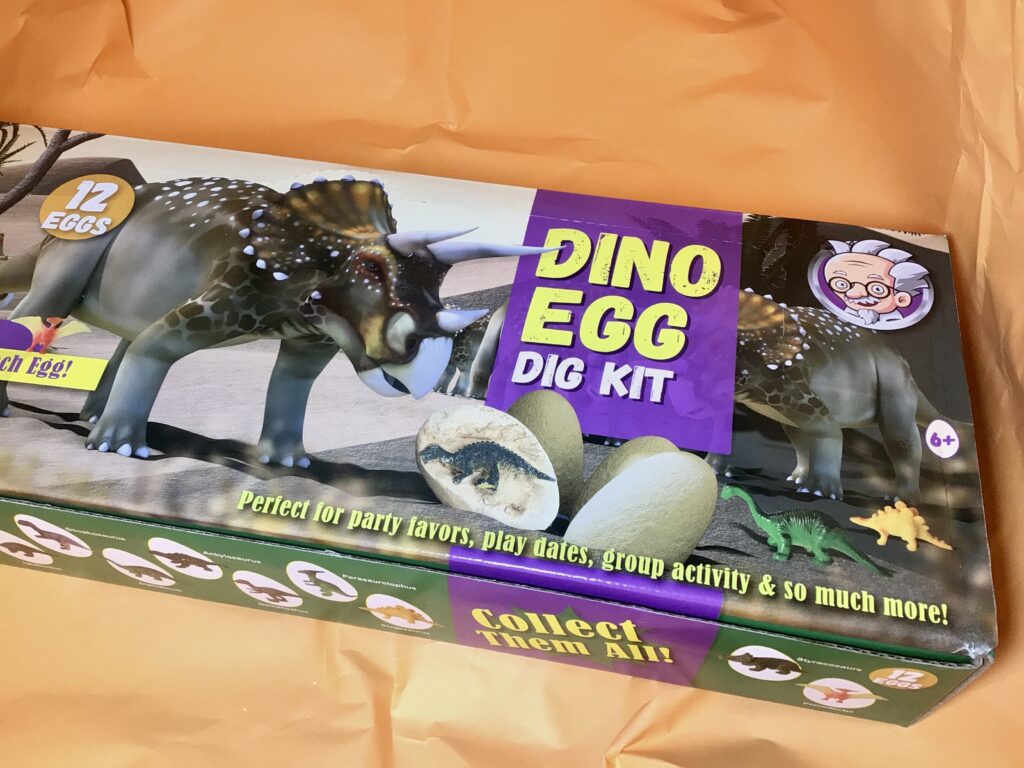 12
EGGS
DINO
EGG
DIG KIT
6+
ch Egg!
Perfect for party favors, play dates, group activity & so much more!
Ankylosaurus
Parasaurolophus
Stegosaurus
Collect
Them All!
12
EGGS